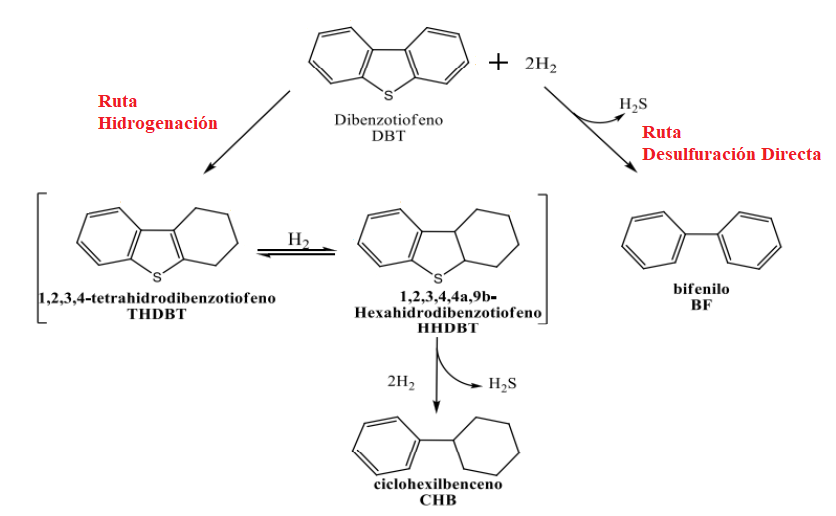 S
+ 2H₂
Dibenzotiofeno
DBT
Ruta
Hidrogenación
H₂S
Ruta
Desulfuración Directa
S
1,2,3,4-tetrahidrodibenzotiofeno
THDBT
H₂
S
1,2,3,4,4a,9b-
Hexahidrodibenzotiofeno
HHDBT
bifenilo
BF
2H₂
H₂S
ciclohexilbenceno
CHB